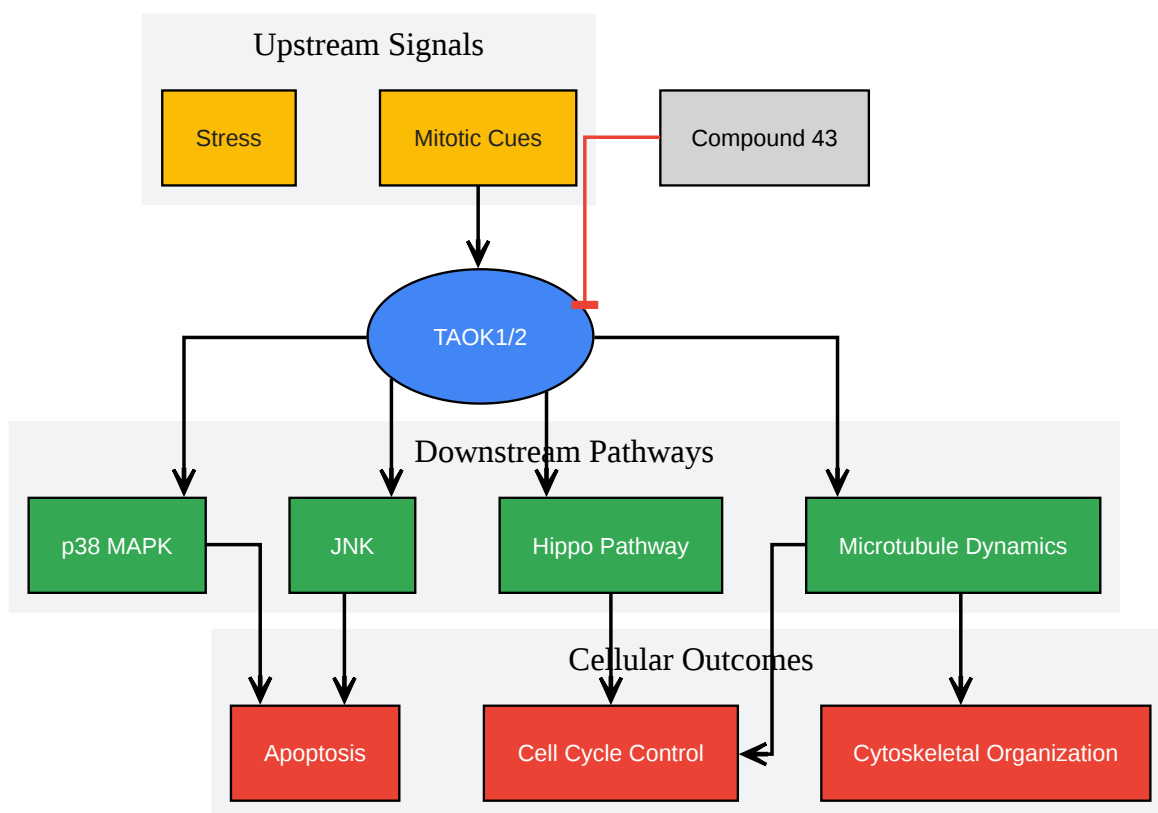 Upstream Signals
Stress
Mitotic Cues
Compound 43
TAOK1/2
Downstream Pathways
p38 MAPK
JNK
Hippo Pathway
Microtubule Dynamics
Cellular Outcomes
Apoptosis
Cell Cycle Control
Cytoskeletal Organization